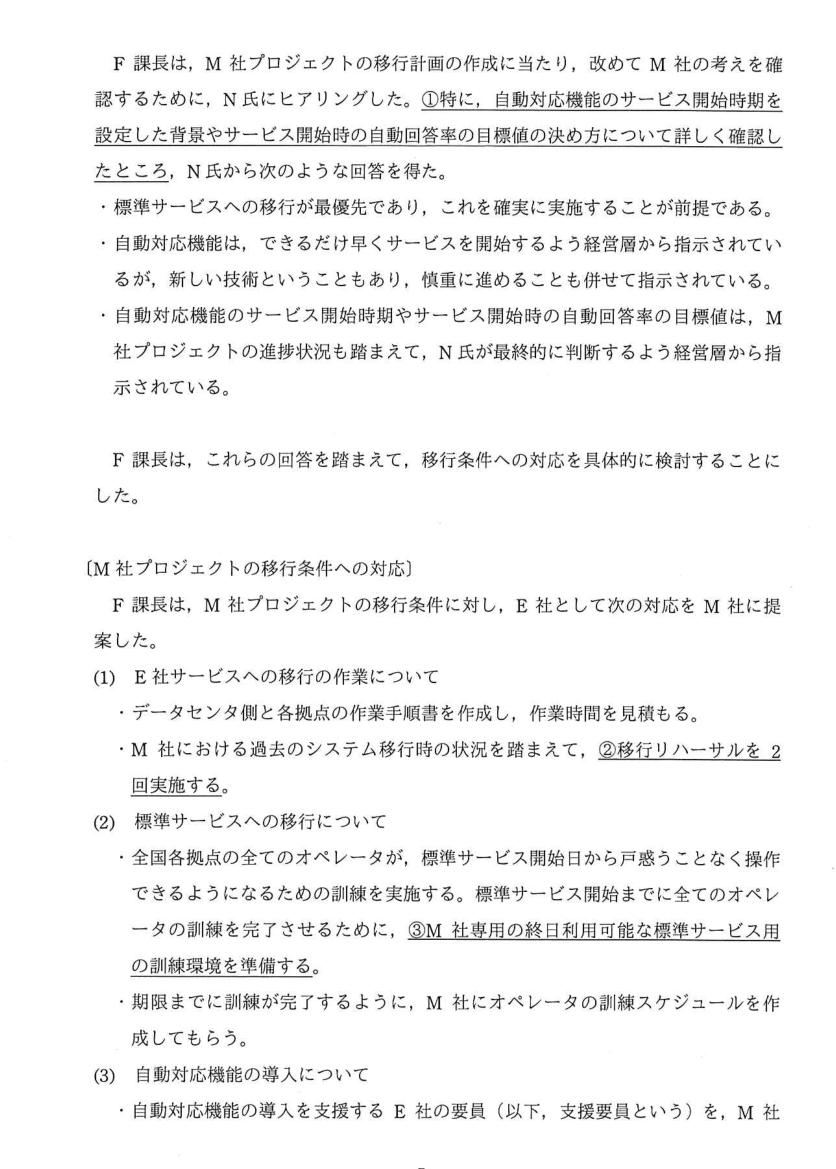 F 課長は，M 社プロジェクトの移行計画の作成に当たり，改めて M 社の考えを確
認するために，N氏にヒアリングした。①特に，自動対応機能のサービス開始時期を
設定した背景やサービス開始時の自動回答率の目標値の決め方について詳しく確認し
たところ，N氏から次のような回答を得た。
・標準サービスへの移行が最優先であり，これを確実に実施することが前提である。
・自動対応機能は，できるだけ早くサービスを開始するよう経営層から指示されてい
るが，新しい技術ということもあり，慎重に進めることも併せて指示されている。
・自動対応機能のサービス開始時期やサービス開始時の自動回答率の目標値は，M
社プロジェクトの進捗状況も踏まえて，N氏が最終的に判断するよう経営層から指
示されている。
F 課長は，これらの回答を踏まえて，移行条件への対応を具体的に検討することに
した。
〔M 社プロジェクトの移行条件への対応〕
F 課長は，M 社プロジェクトの移行条件に対し，E 社として次の対応を M 社に提
案した。
(1) E 社サービスへの移行の作業について
・データセンタ側と各拠点の作業手順書を作成し，作業時間を見積もる。
・M 社における過去のシステム移行時の状況を踏まえて，②移行リハーサルを 2
回実施する。
(2) 標準サービスへの移行について
・全国各拠点の全てのオペレータが，標準サービス開始日から戸惑うことなく操作
できるようになるための訓練を実施する。標準サービス開始までに全てのオペレ
ータの訓練を完了させるために，③M 社専用の終日利用可能な標準サービス用
の訓練環境を準備する。
・期限までに訓練が完了するように，M 社にオペレータの訓練スケジュールを作
成してもらう。
(3) 自動対応機能の導入について
・自動対応機能の導入を支援する E 社の要員（以下，支援要員という）を，M 社